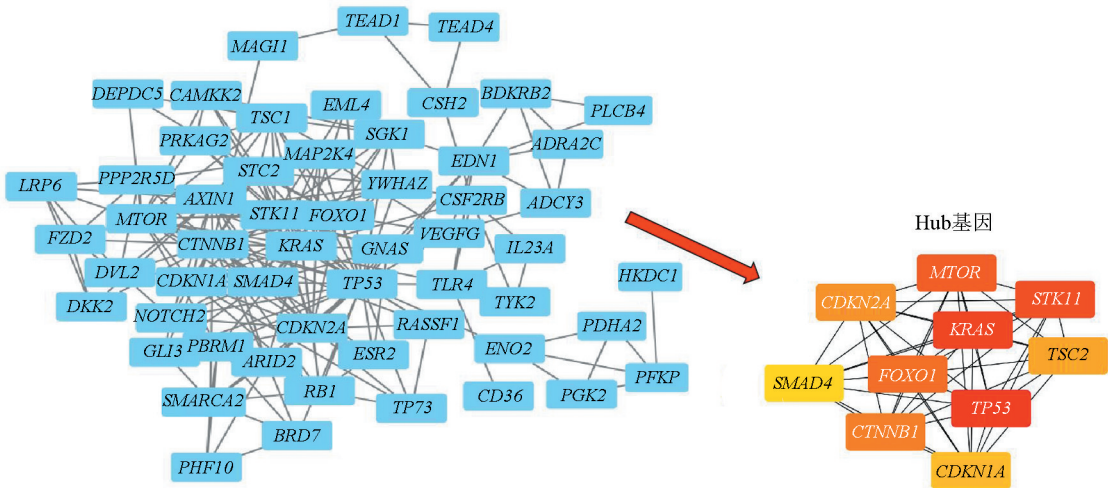 TEAD1
TEAD4
MAGI1
DEPDC5
CAMKK2
EML4
CSH2
BDKRB2
PLCB4
TSC1
SGK1
PRKAG2
MAP2K4
EDN1
ADRA2C
STC2
LRP6
PPP2R5D
YWHAZ
AXIN1
CSF2RB
ADCY3
MTOR
STK11
FOXO1
FZD2
CTNNB1
KRAS
GNAS
VEGFG
IL23A
DVL2
CDKN1A
SMAD4
TP53
TLR4
HKDC1
DKK2
TYK2
NOTCH2
CDKN2A
RASSF1
PDHA2
GLI3
PBRM1
ARID2
ESR2
ENO2
SMARCA2
RB1
TP73
CD36
PGK2
PFKP
BRD7
PHF10
Hub基因
MTOR
CDKN2A
STK11
KRAS
TSC2
SMAD4
FOXO1
TP53
CTNNB1
CDKN1A